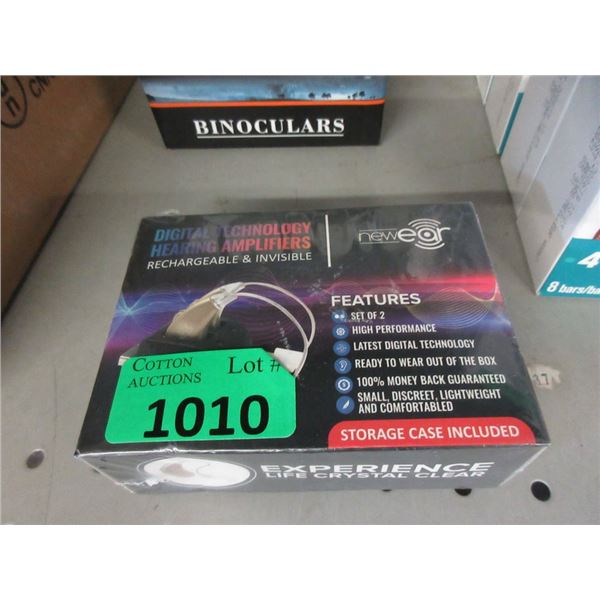 BINOCULARS
DIGITAL TECHNOLOGY
HEARING AMPLIFIERS
RECHARGEABLE & INVISIBLE
newear
FEATURES
SET OF 2
HIGH PERFORMANCE
LATEST DIGITAL TECHNOLOGY
READY TO WEAR OUT OF THE BOX
100% MONEY BACK GUARANTEED
SMALL, DISCREET, LIGHTWEIGHT
AND COMFORTABLED
STORAGE CASE INCLUDED
COTTON
AUCTIONS
Lot #
1010
EXPERIENCE
LIFE CRYSTAL CLEAR
4
8 bars/ba